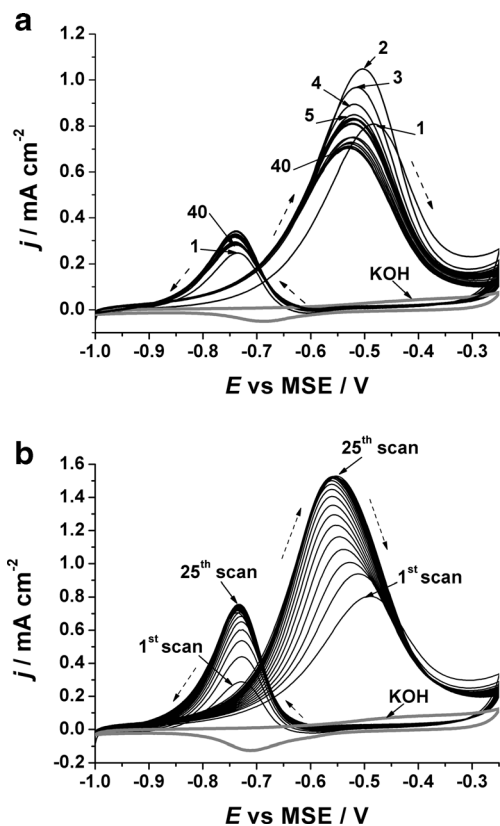 a
j / mA cm⁻²
1.2
1.0
0.8
0.6
0.4
0.2
0.0
2
3
4
5
1
40
40
1
KOH
-1.0 -0.9 -0.8 -0.7 -0.6 -0.5 -0.4 -0.3
E vs MSE / V
b
j / mA cm⁻²
1.6
1.4
1.2
1.0
0.8
0.6
0.4
0.2
0.0
-0.2
25th scan
25th scan
1st scan
1st scan
KOH
-1.0 -0.9 -0.8 -0.7 -0.6 -0.5 -0.4 -0.3
E vs MSE / V